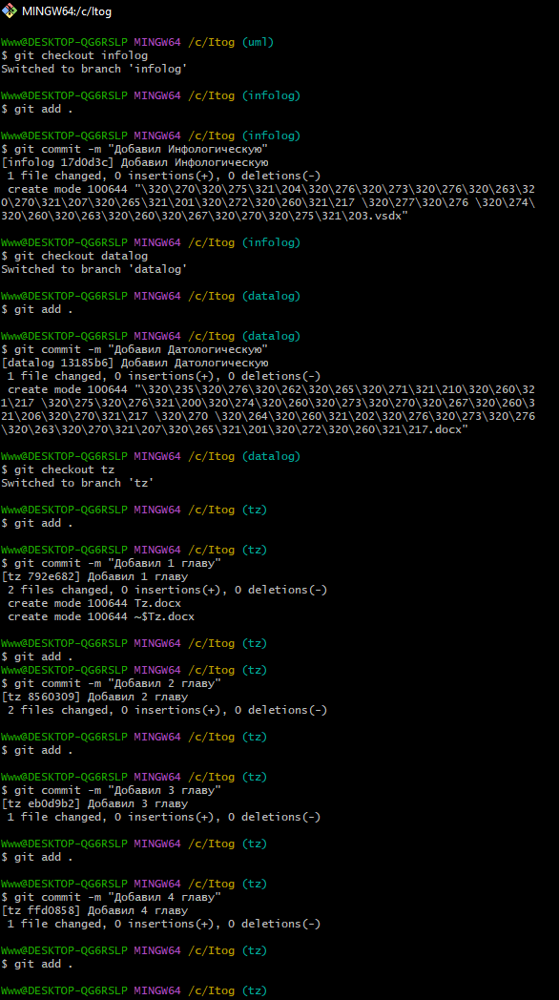 MINGW64:/c/Itog
Www@DESKTOP-QG6RSLP MINGW64 /c/Itog (uml)
$ git checkout infolog
Switched to branch 'infolog'
Www@DESKTOP-QG6RSLP MINGW64 /c/Itog (infolog)
$ git add .
Www@DESKTOP-QG6RSLP MINGW64 /c/Itog (infolog)
$ git commit -m "Добавил Инфологическую"
[infolog 17d0d3c] Добавил Инфологическую
 1 file changed, 0 insertions(+), 0 deletions(-)
 create mode 100644 "\320\270\320\275\321\204\320\276\320\273\320\276\320\263\32
0\270\321\207\320\265\321\201\320\272\320\260\321\217 \320\277\320\276 \320\274\
320\260\320\263\320\260\320\267\320\270\320\275\321\203.vsdx"
Www@DESKTOP-QG6RSLP MINGW64 /c/Itog (infolog)
$ git checkout datalog
Switched to branch 'datalog'
Www@DESKTOP-QG6RSLP MINGW64 /c/Itog (datalog)
$ git add .
Www@DESKTOP-QG6RSLP MINGW64 /c/Itog (datalog)
$ git commit -m "Добавил Датологическую"
[datalog 13185b6] Добавил Датологическую
 1 file changed, 0 insertions(+), 0 deletions(-)
 create mode 100644 "\320\235\320\276\320\262\320\265\320\271\321\210\320\260\32
1\217 \320\275\320\276\321\200\320\274\320\260\320\273\320\270\320\267\320\260\3
21\206\320\270\321\217 \320\270 \320\264\320\260\321\202\320\276\320\273\320\276
\320\263\320\270\321\207\320\265\321\201\320\272\320\260\321\217.docx"
Www@DESKTOP-QG6RSLP MINGW64 /c/Itog (datalog)
$ git checkout tz
Switched to branch 'tz'
Www@DESKTOP-QG6RSLP MINGW64 /c/Itog (tz)
$ git add .
Www@DESKTOP-QG6RSLP MINGW64 /c/Itog (tz)
$ git commit -m "Добавил 1 главу"
[tz 792e682] Добавил 1 главу
 2 files changed, 0 insertions(+), 0 deletions(-)
 create mode 100644 Tz.docx
 create mode 100644 ~$Tz.docx
Www@DESKTOP-QG6RSLP MINGW64 /c/Itog (tz)
$ git add .
Www@DESKTOP-QG6RSLP MINGW64 /c/Itog (tz)
$ git commit -m "Добавил 2 главу"
[tz 8560309] Добавил 2 главу
 2 files changed, 0 insertions(+), 0 deletions(-)
Www@DESKTOP-QG6RSLP MINGW64 /c/Itog (tz)
$ git add .
Www@DESKTOP-QG6RSLP MINGW64 /c/Itog (tz)
$ git commit -m "Добавил 3 главу"
[tz eb0d9b2] Добавил 3 главу
 1 file changed, 0 insertions(+), 0 deletions(-)
Www@DESKTOP-QG6RSLP MINGW64 /c/Itog (tz)
$ git add .
Www@DESKTOP-QG6RSLP MINGW64 /c/Itog (tz)
$ git commit -m "Добавил 4 главу"
[tz ffd0858] Добавил 4 главу
 1 file changed, 0 insertions(+), 0 deletions(-)
Www@DESKTOP-QG6RSLP MINGW64 /c/Itog (tz)
$ git add .
Www@DESKTOP-QG6RSLP MINGW64 /c/Itog (tz)